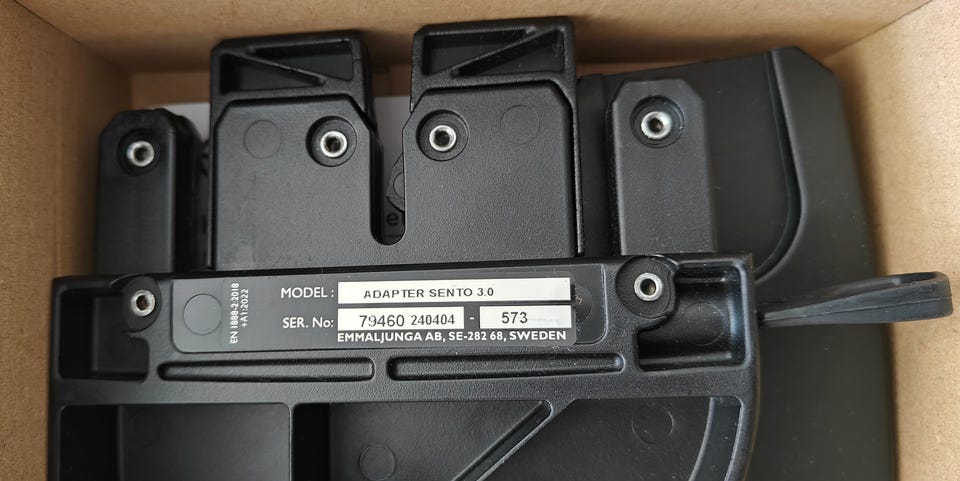 MODEL : ADAPTER SENTO 3.0
SER. No: 79460 240404 - 573
EMMALJUNGA AB, SE-282 68, SWEDEN
EN 1888-2:2018
+A1:2022